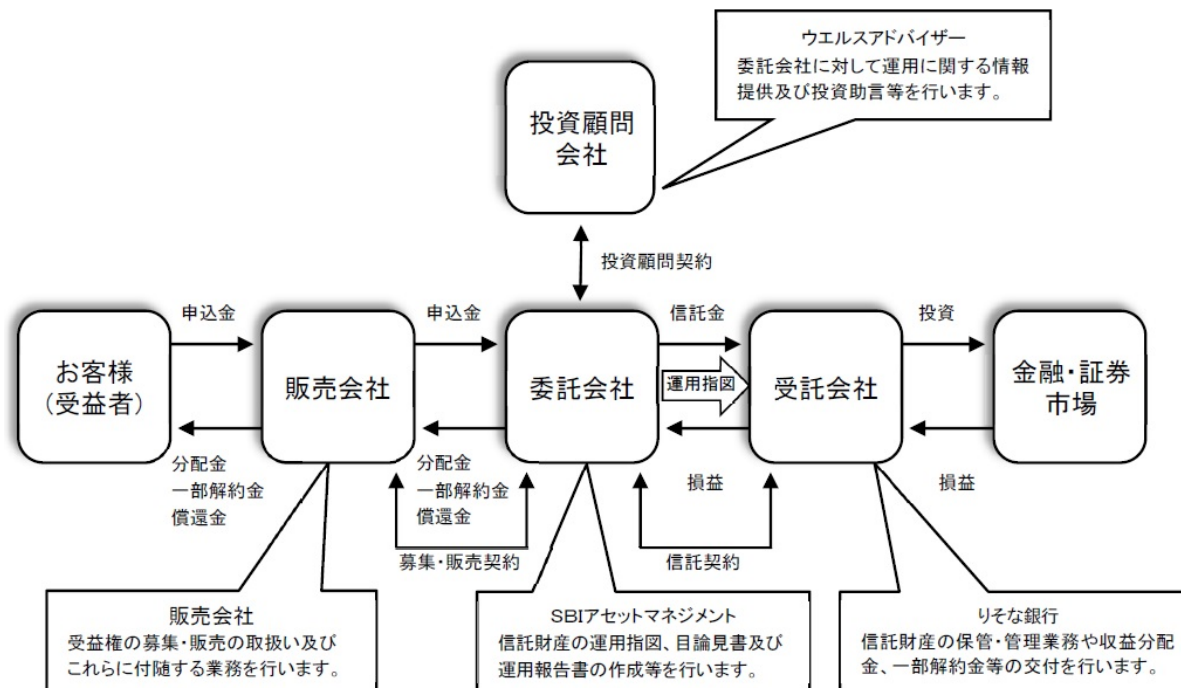 ウエルスアドバイザー
委託会社に対して運用に関する情報
提供及び投資助言等を行います。
投資顧問
会社
投資顧問契約
申込金
申込金
信託金
投資
お客様
(受益者)
販売会社
委託会社
運用指図
受託会社
金融・証券
市場
分配金
一部解約金
償還金
分配金
一部解約金
償還金
損益
損益
募集・販売契約
信託契約
販売会社
受益権の募集・販売の取扱い及び
これらに付随する業務を行います。
SBIアセットマネジメント
信託財産の運用指図、目論見書及び
運用報告書の作成等を行います。
りそな銀行
信託財産の保管・管理業務や収益分配
金、一部解約金等の交付を行います。